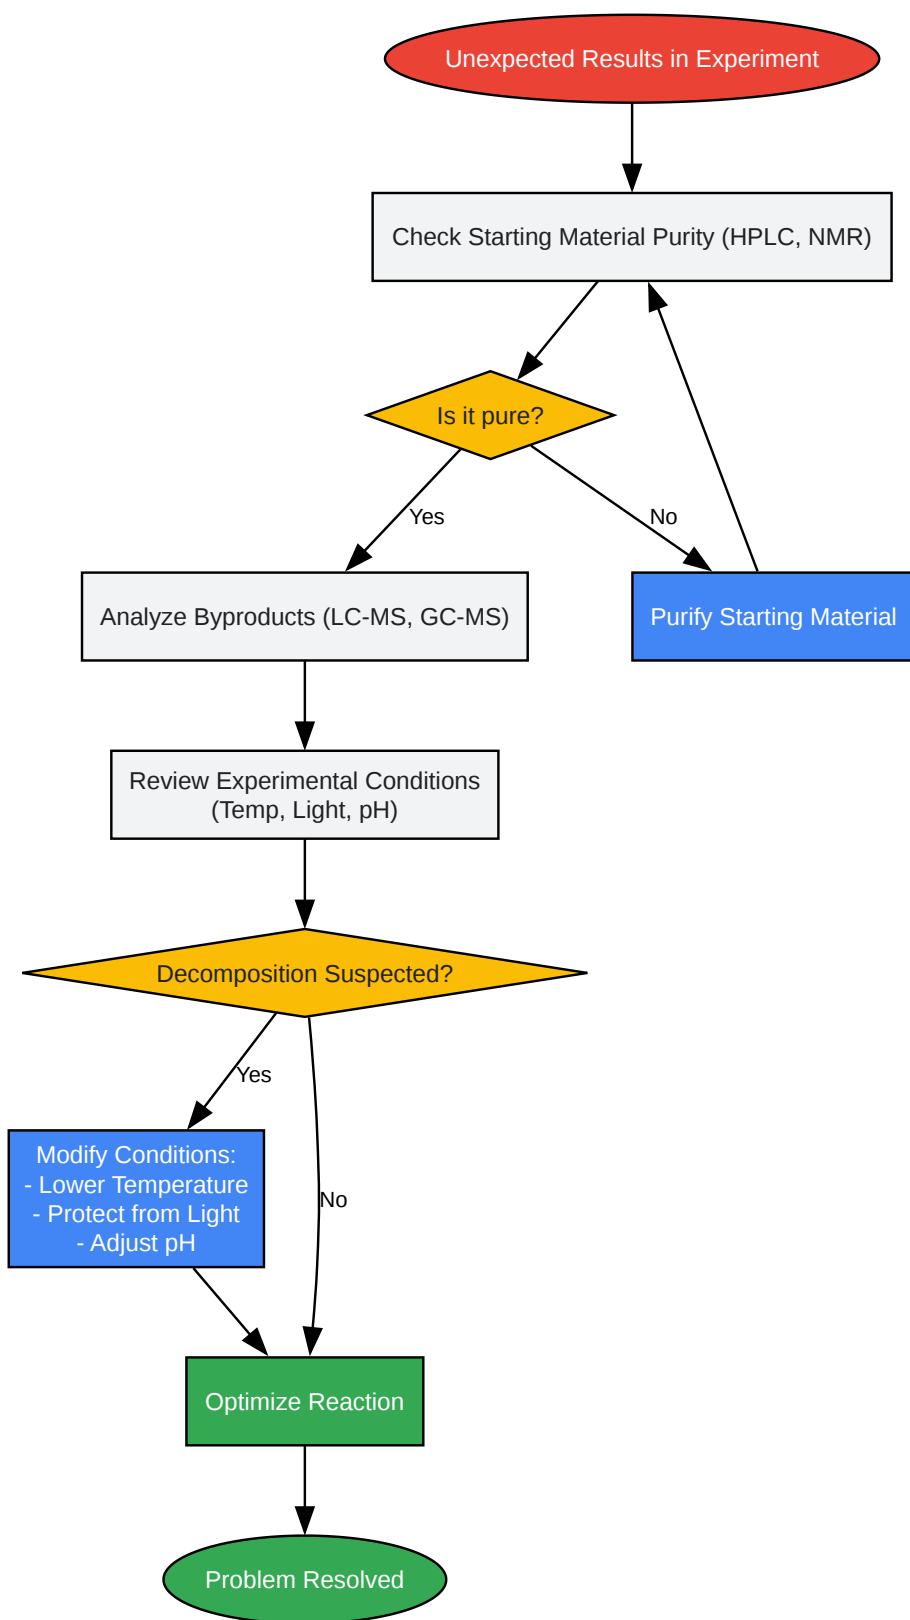 Unexpected Results in Experiment
Check Starting Material Purity (HPLC, NMR)
Is it pure?
Yes
No
Analyze Byproducts (LC-MS, GC-MS)
Purify Starting Material
Review Experimental Conditions
(Temp, Light, pH)
Decomposition Suspected?
Yes
Modify Conditions:
- Lower Temperature
- Protect from Light
- Adjust pH
No
Optimize Reaction
Problem Resolved